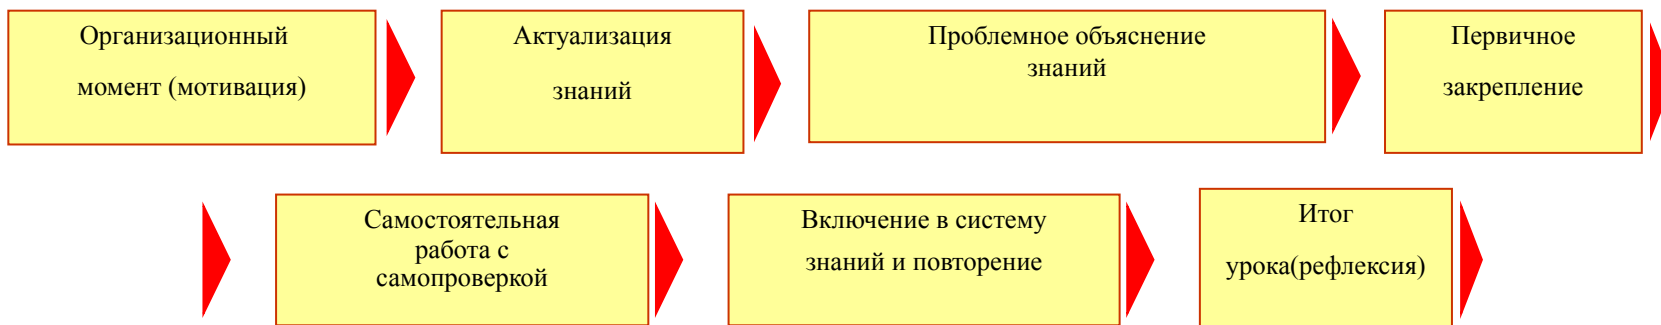 Организационный
момент (мотивация)
Актуализация
знаний
Проблемное объяснение
знаний
Первичное
закрепление
Самостоятельная
работа с
самопроверкой
Включение в систему
знаний и повторение
Итог
урока(рефлексия)